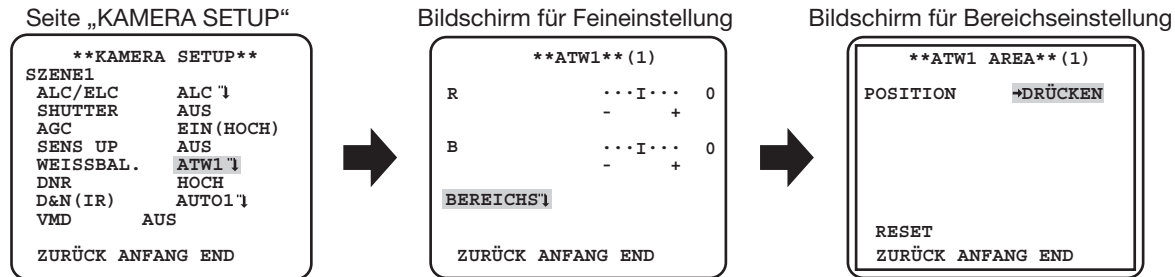 Seite „KAMERA SETUP“
**KAMERA SETUP**
SZENE1
ALC/ELC ALC
SHUTTER AUS
AGC EIN(HOCH)
SENS UP AUS
WEISSBAL. ATW1
DNR HOCH
D&N(IR) AUTO1
VMD AUS
ZURÜCK ANFANG END
Bildschirm für Feineinstellung
**ATW1**(1)
R ···I··· 0
- +
B ···I··· 0
- +
BEREICHS
ZURÜCK ANFANG END
Bildschirm für Bereichseinstellung
**ATW1 AREA**(1)
POSITION →DRÜCKEN
RESET
ZURÜCK ANFANG END